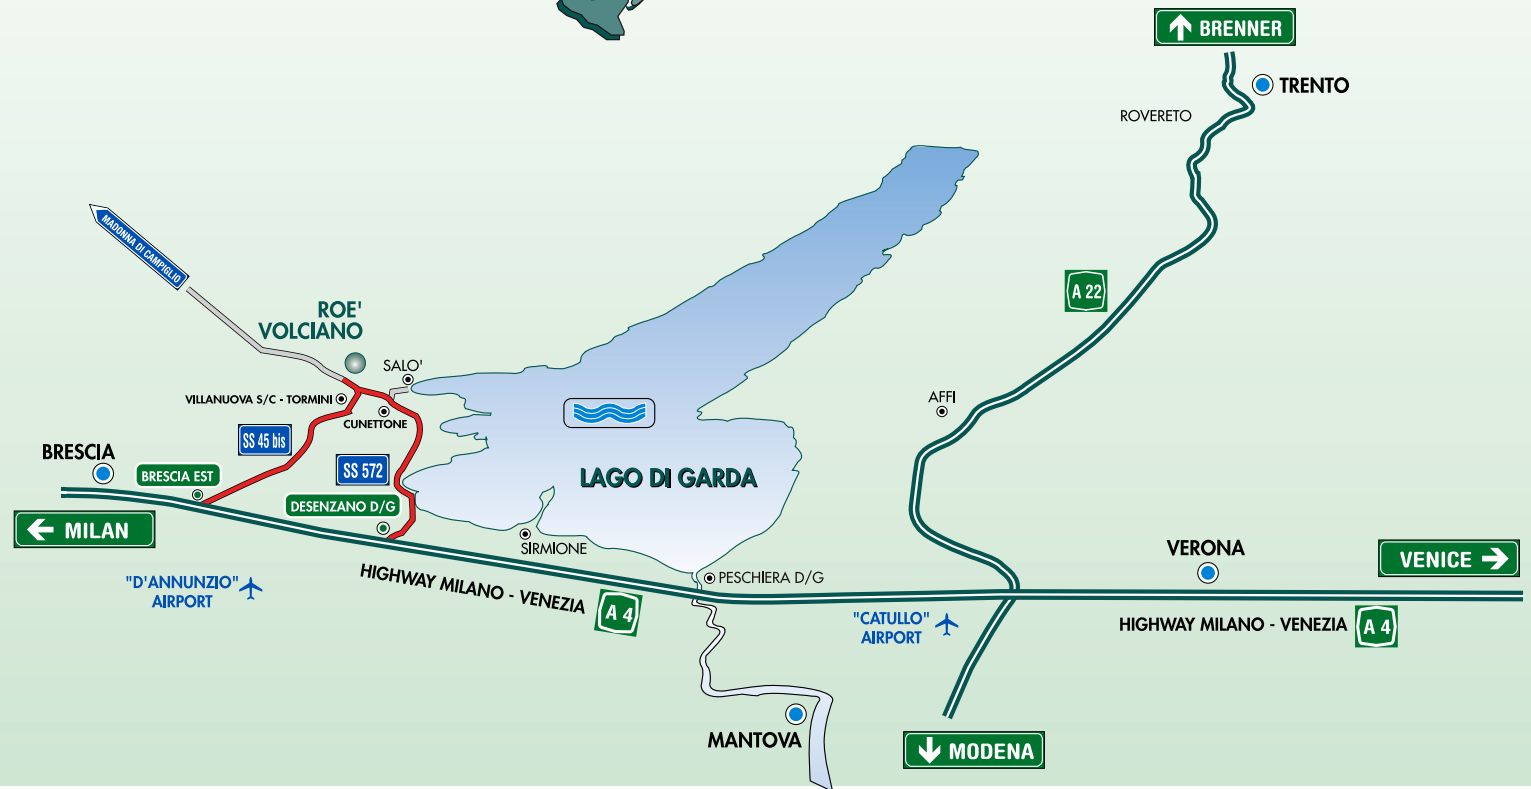 BRENNER
TRENTO
ROVERETO
MADONNA DI CAMPIGLIO
A 22
ROE'
VOLCIANO
SALO'
VILLANUOVA S/C - TORMINI
AFFI
CUNETTONE
SS 45 bis
BRESCIA
SS 572
BRESCIA EST
LAGO DI GARDA
DESENZANO D/G
MILAN
SIRMIONE
VERONA
VENICE
"D'ANNUNZIO"
AIRPORT
HIGHWAY MILANO - VENEZIA
A 4
PESCHIERA D/G
"CATULLO"
AIRPORT
HIGHWAY MILANO - VENEZIA
A 4
MANTOVA
MODENA